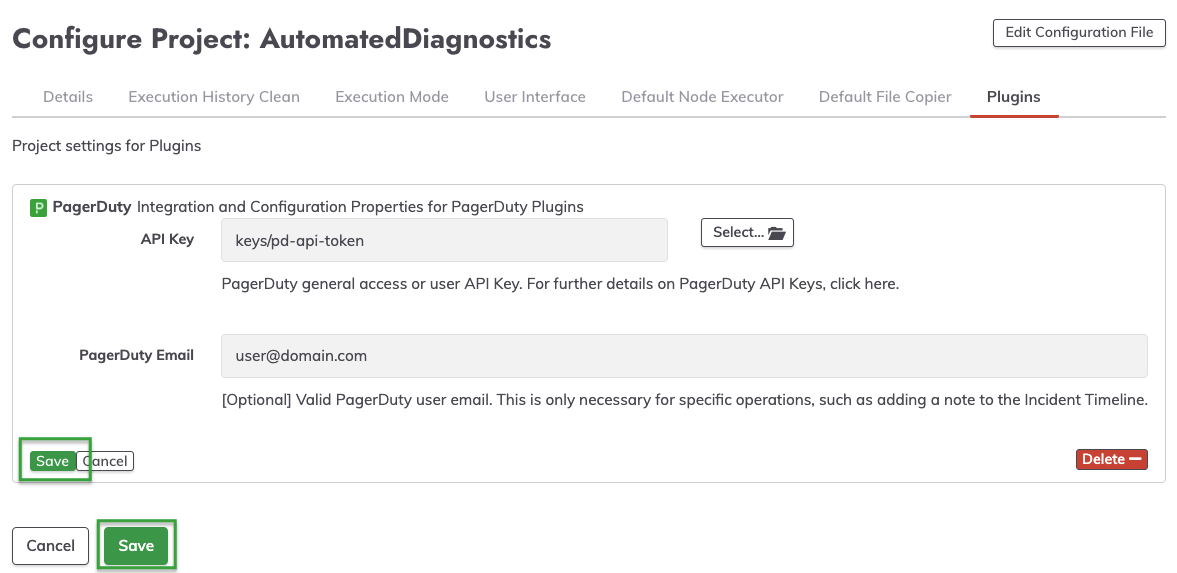 Configure Project: AutomatedDiagnostics
Edit Configuration File
Details Execution History Clean Execution Mode User Interface Default Node Executor Default File Copier Plugins
Project settings for Plugins
P PagerDuty Integration and Configuration Properties for PagerDuty Plugins
API Key keys/pd-api-token Select...
PagerDuty general access or user API Key. For further details on PagerDuty API Keys, click here.
PagerDuty Email user@domain.com
[Optional] Valid PagerDuty user email. This is only necessary for specific operations, such as adding a note to the Incident Timeline.
Save Cancel Delete
Cancel Save